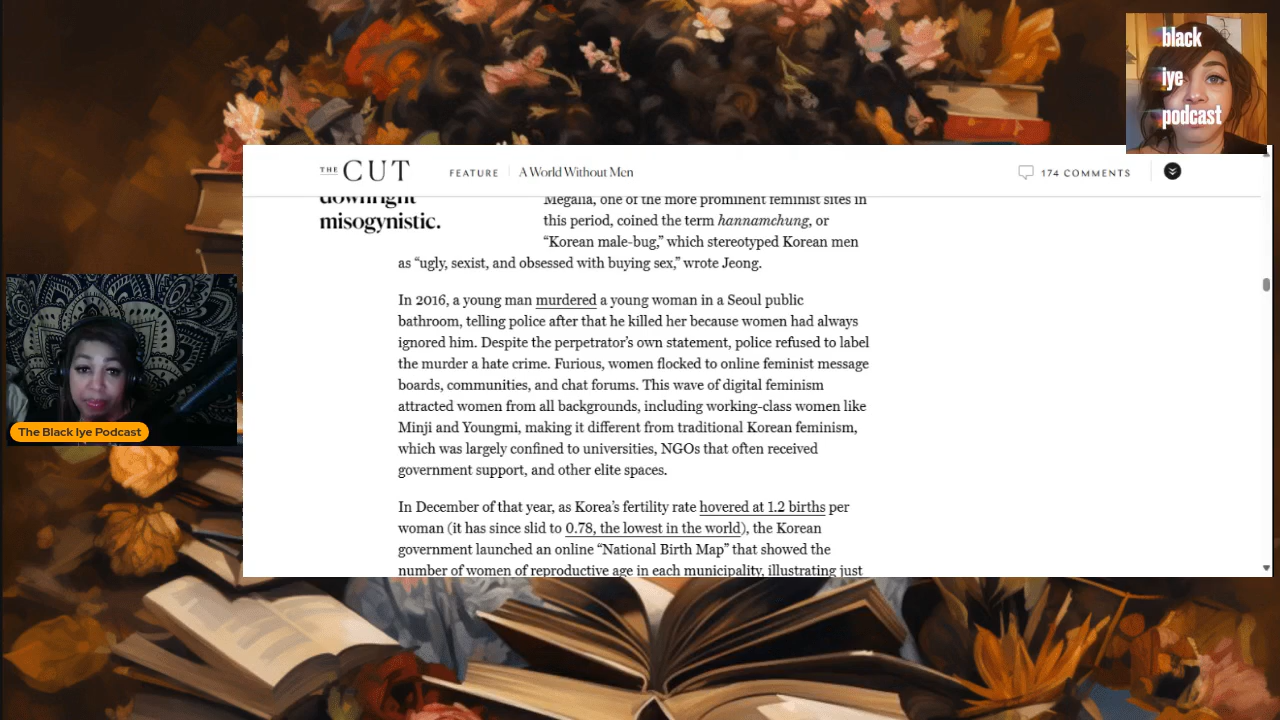 black
iye
podcast
THE CUT
FEATURE
A World Without Men
174 COMMENTS
downright
misogynistic.
Megalia, one of the more prominent feminist sites in
this period, coined the term hannamchung, or
“Korean male-bug,” which stereotyped Korean men
as “ugly, sexist, and obsessed with buying sex,” wrote Jeong.
In 2016, a young man murdered a young woman in a Seoul public
bathroom, telling police after that he killed her because women had always
ignored him. Despite the perpetrator’s own statement, police refused to label
the murder a hate crime. Furious, women flocked to online feminist message
boards, communities, and chat forums. This wave of digital feminism
attracted women from all backgrounds, including working-class women like
Minji and Youngmi, making it different from traditional Korean feminism,
which was largely confined to universities, NGOs that often received
government support, and other elite spaces.
In December of that year, as Korea’s fertility rate hovered at 1.2 births per
woman (it has since slid to 0.78, the lowest in the world), the Korean
government launched an online “National Birth Map” that showed the
number of women of reproductive age in each municipality, illustrating just
The Black Iye Podcast